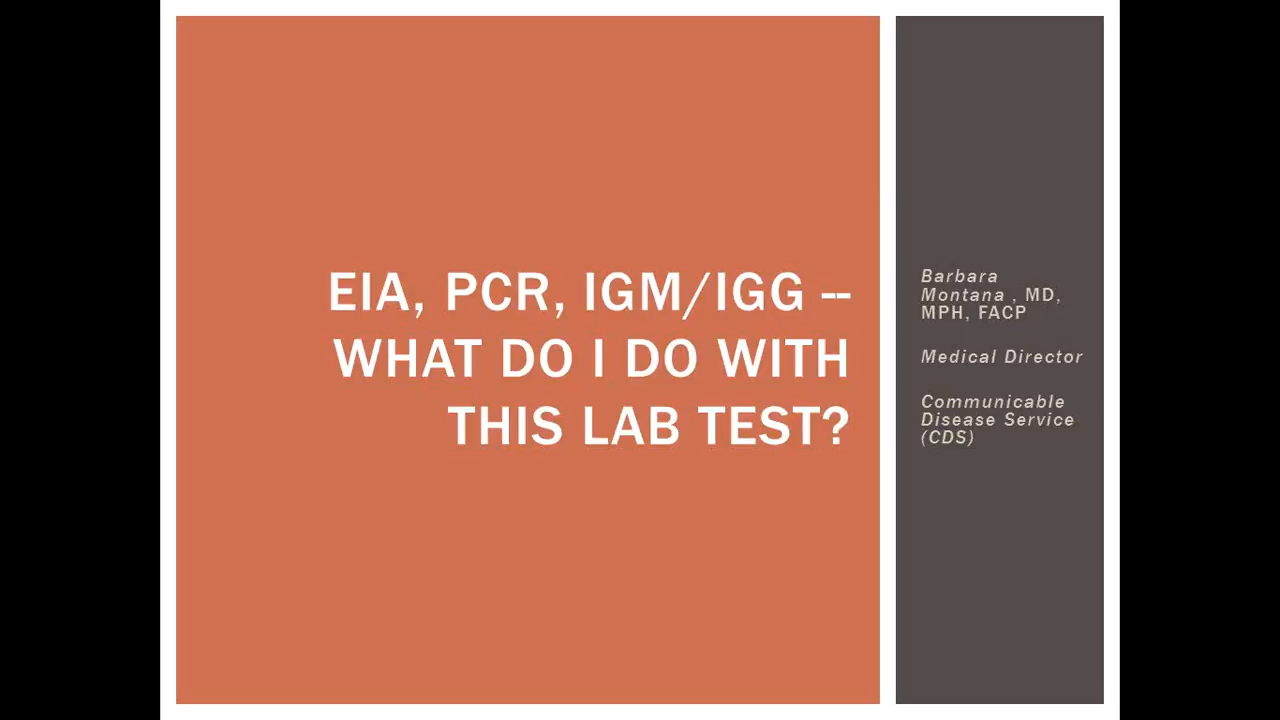 EIA, PCR, IGM/IGG --
WHAT DO I DO WITH
THIS LAB TEST?
Barbara
Montana , MD,
MPH, FACP
Medical Director
Communicable
Disease Service
(CDS)